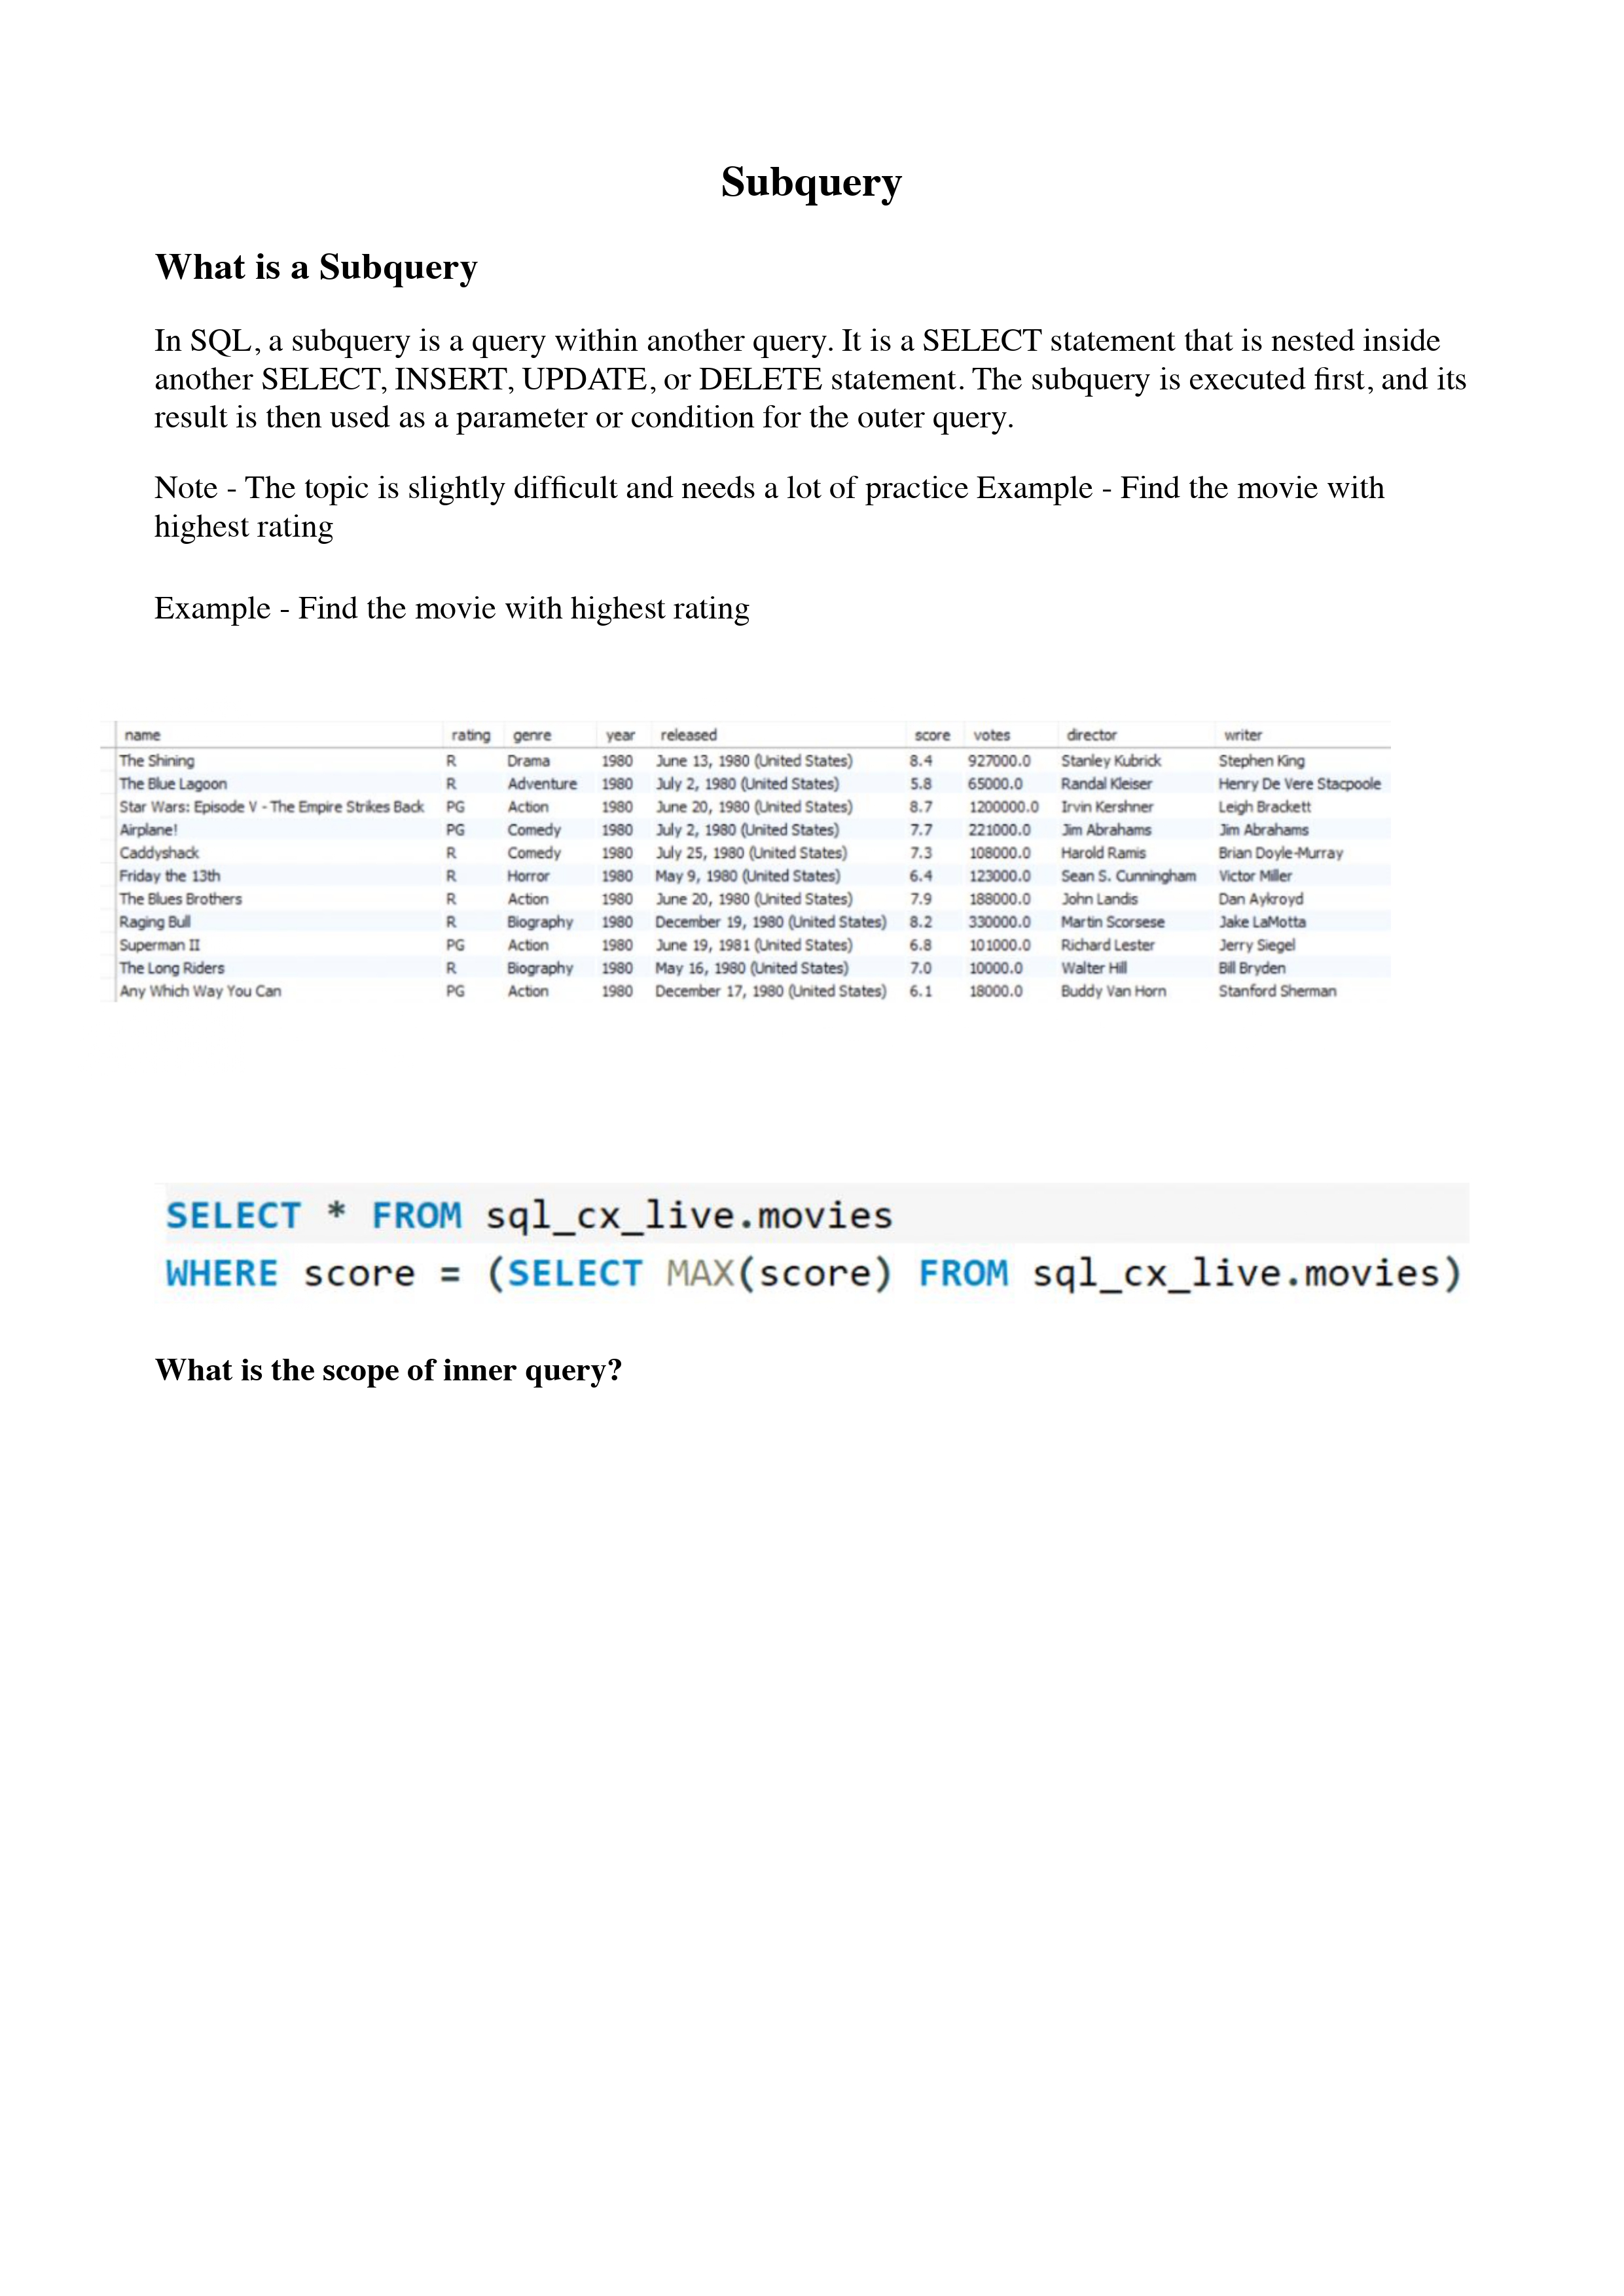 Subquery
What is a Subquery
In SQL, a subquery is a query within another query. It is a SELECT statement that is nested inside
another SELECT, INSERT, UPDATE, or DELETE statement. The subquery is executed first, and its
result is then used as a parameter or condition for the outer query.
Note - The topic is slightly difficult and needs a lot of practice Example - Find the movie with
highest rating
Example - Find the movie with highest rating
name rating genre year released score votes director writer
The Shining R Drama 1980 June 13, 1980 (United States) 8.4 927000.0 Stanley Kubrick Stephen King
The Blue Lagoon R Adventure 1980 July 2, 1980 (United States) 5.8 65000.0 Randal Kleiser Henry De Vere Stacpoole
Star Wars: Episode V - The Empire Strikes Back PG Action 1980 June 20, 1980 (United States) 8.7 1200000.0 Irvin Kershner Leigh Brackett
Airplane! PG Comedy 1980 July 2, 1980 (United States) 7.7 221000.0 Jim Abrahams Jim Abrahams
Caddyshack R Comedy 1980 July 25, 1980 (United States) 7.3 108000.0 Harold Ramis Brian Doyle-Murray
Friday the 13th R Horror 1980 May 9, 1980 (United States) 6.4 123000.0 Sean S. Cunningham Victor Miller
The Blues Brothers R Action 1980 June 20, 1980 (United States) 7.9 188000.0 John Landis Dan Aykroyd
Raging Bull R Biography 1980 December 19, 1980 (United States) 8.2 330000.0 Martin Scorsese Jake LaMotta
Superman II PG Action 1980 June 19, 1981 (United States) 6.8 101000.0 Richard Lester Jerry Siegel
The Long Riders R Biography 1980 May 16, 1980 (United States) 7.0 10000.0 Walter Hill Bill Bryden
Any Which Way You Can PG Action 1980 December 17, 1980 (United States) 6.1 18000.0 Buddy Van Horn Stanford Sherman
SELECT * FROM sql_cx_live.movies
WHERE score = (SELECT MAX(score) FROM sql_cx_live.movies)
What is the scope of inner query?